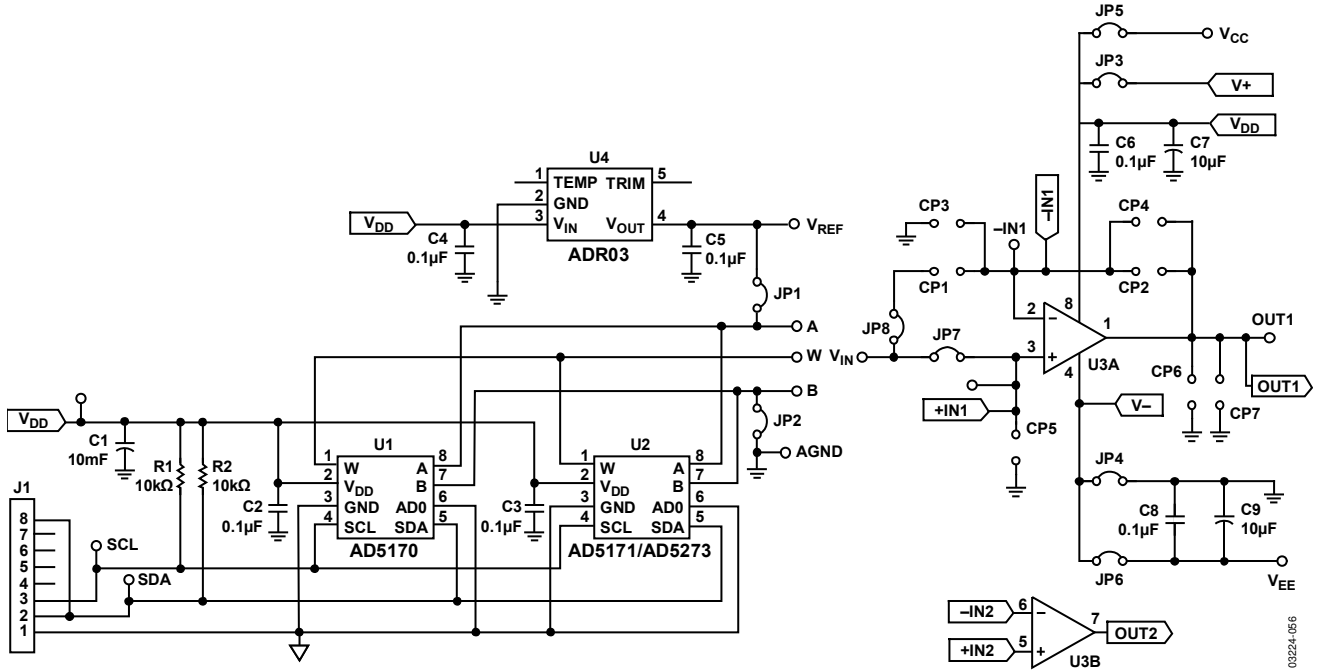 JP5
VCC
JP3
V+
VDD
C6
0.1µF
C7
10µF
U4
1
TEMP
TRIM
5
2
GND
3
VIN
VOUT
4
ADR03
VDD
C4
0.1µF
C5
0.1µF
VREF
JP1
A
W
B
JP2
AGND
CP3
–IN1
–IN1
CP4
CP1
CP2
JP8
VIN
JP7
2
–
8
1
3
+
4
U3A
OUT1
OUT1
CP6
CP7
+IN1
CP5
V–
JP4
C8
0.1µF
C9
10µF
JP6
VEE
VDD
C1
10mF
R1
10kΩ
R2
10kΩ
C2
0.1µF
U1
1
W
A
8
2
VDD
B
7
3
GND
AD0
6
4
SCL
SDA
5
AD5170
C3
0.1µF
U2
1
W
A
8
2
VDD
B
7
3
GND
AD0
6
4
SCL
SDA
5
AD5171/AD5273
J1
8
7
6
5
4
3
2
1
SCL
SDA
–IN2
6
–
7
OUT2
+IN2
5
+
U3B
03224-056